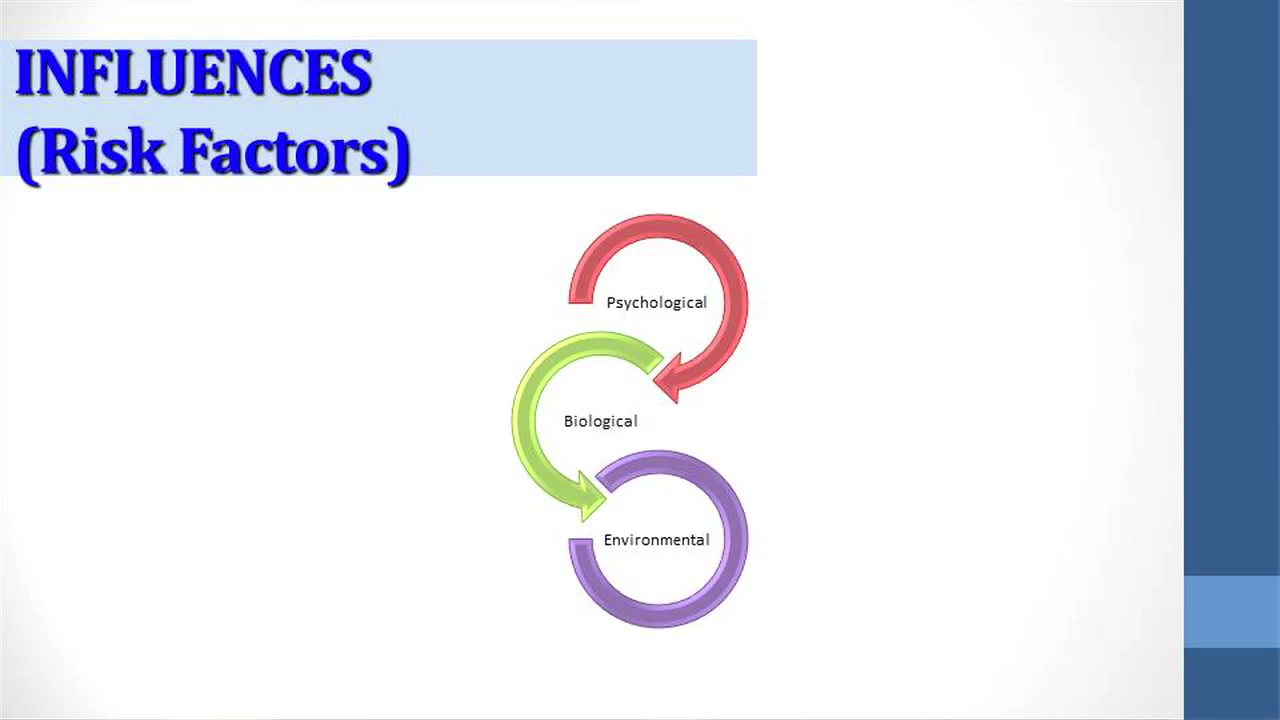 INFLUENCES
(Risk Factors)
Psychological
Biological
Environmental